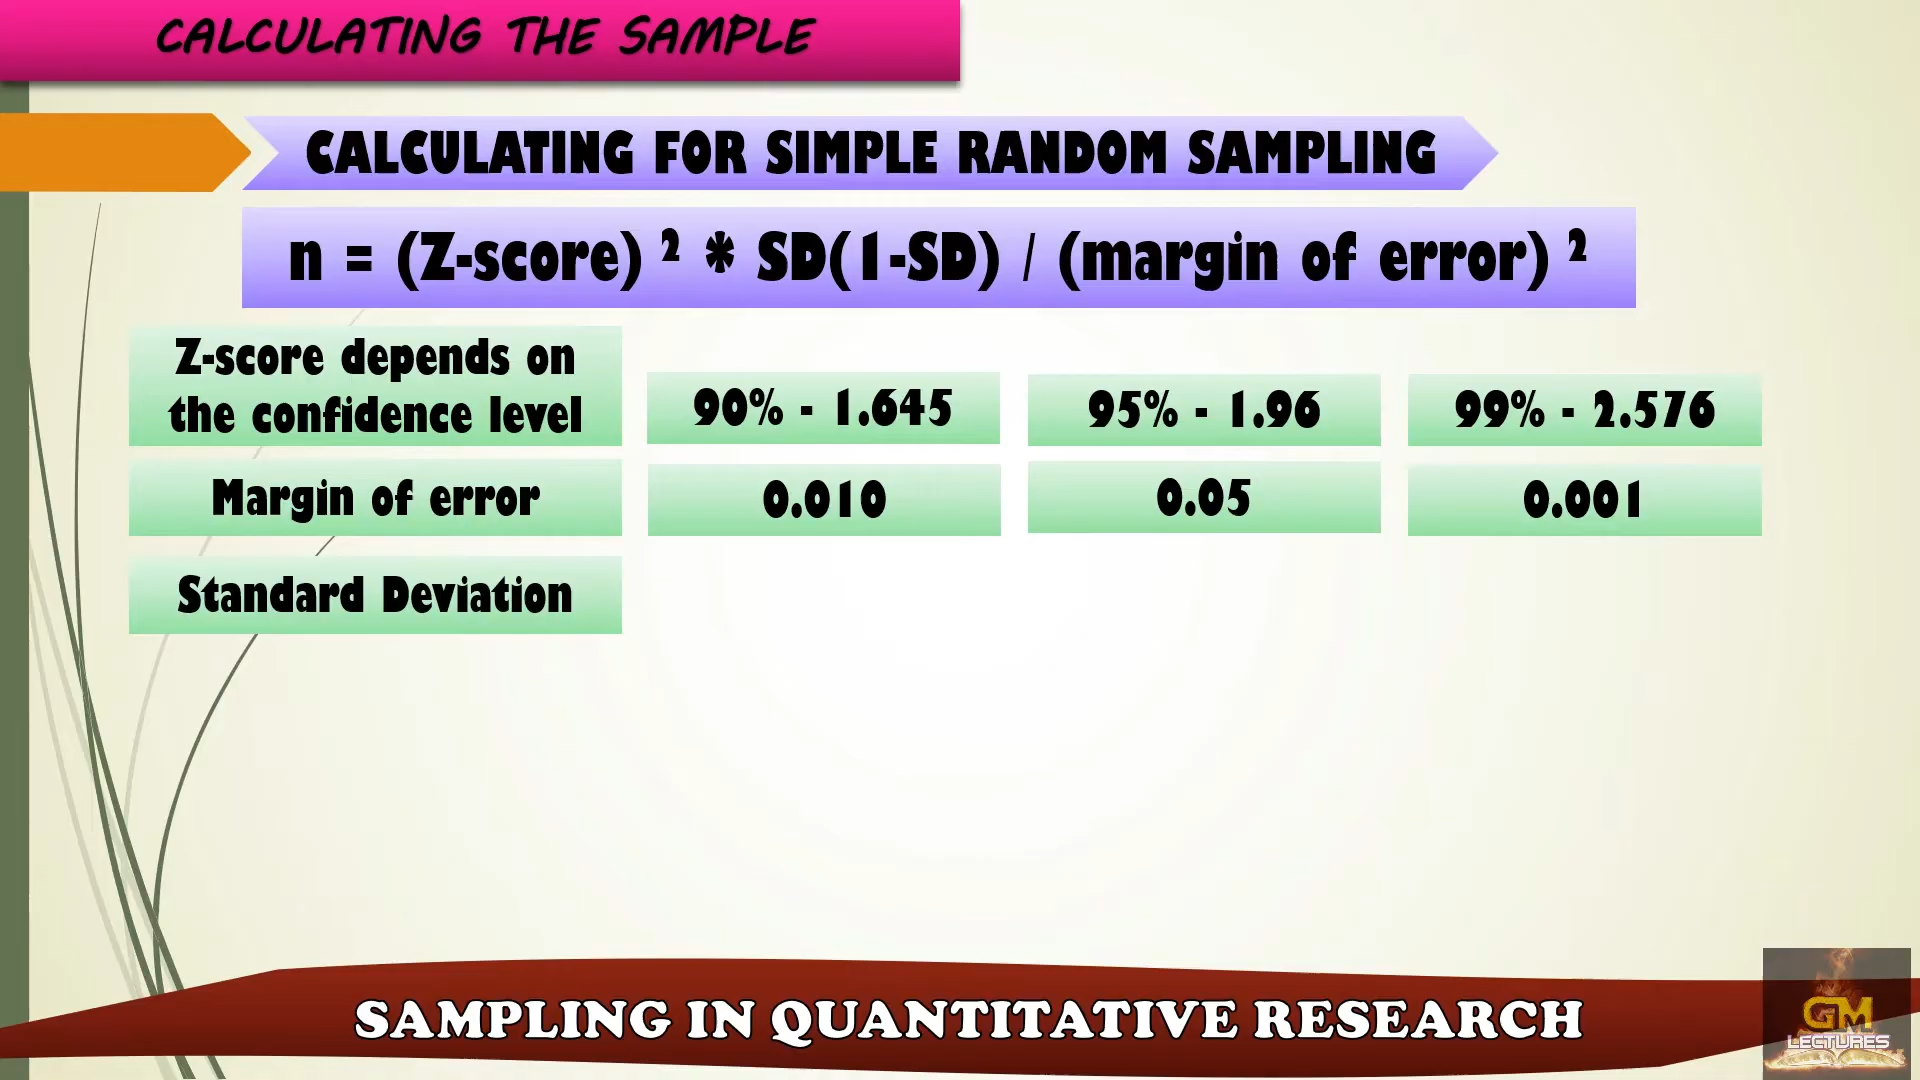 CALCULATING THE SAMPLE
CALCULATING FOR SIMPLE RANDOM SAMPLING
n = (Z-score) ² * SD(1-SD) / (margin of error) ²
Z-score depends on
the confidence level
90% - 1.645
95% - 1.96
99% - 2.576
Margin of error
0.010
0.05
0.001
Standard Deviation
SAMPLING IN QUANTITATIVE RESEARCH
GM
LECTURES